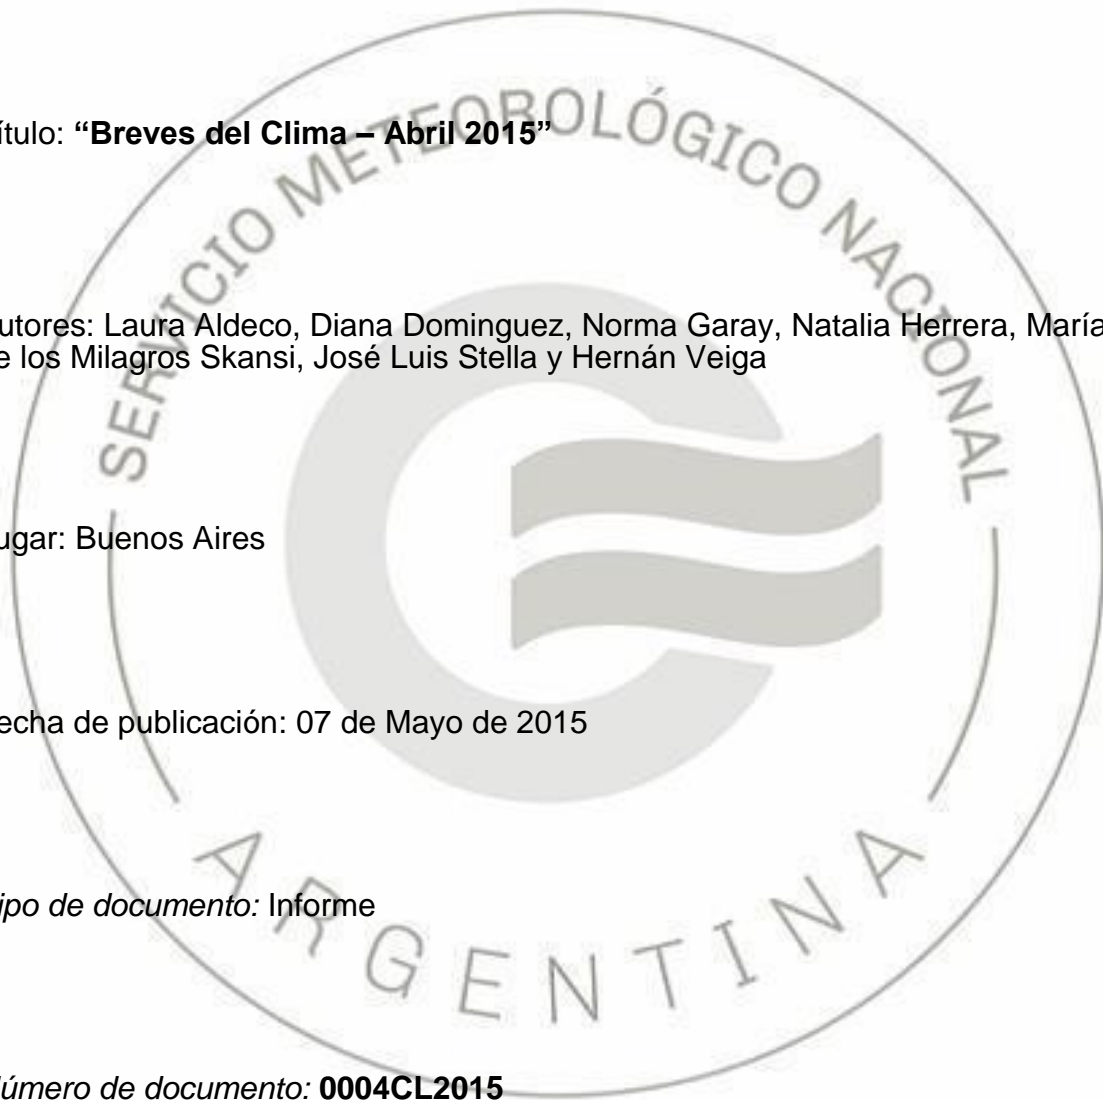 ítulo: “Breves del Clima – Abril 2015”
SERVICIO METEOROLÓGICO NACIONAL
utores: Laura Aldeco, Diana Dominguez, Norma Garay, Natalia Herrera, María
e los Milagros Skansi, José Luis Stella y Hernán Veiga
ugar: Buenos Aires
echa de publicación: 07 de Mayo de 2015
ipo de documento: Informe
ARGENTINA
úmero de documento: 0004CL2015